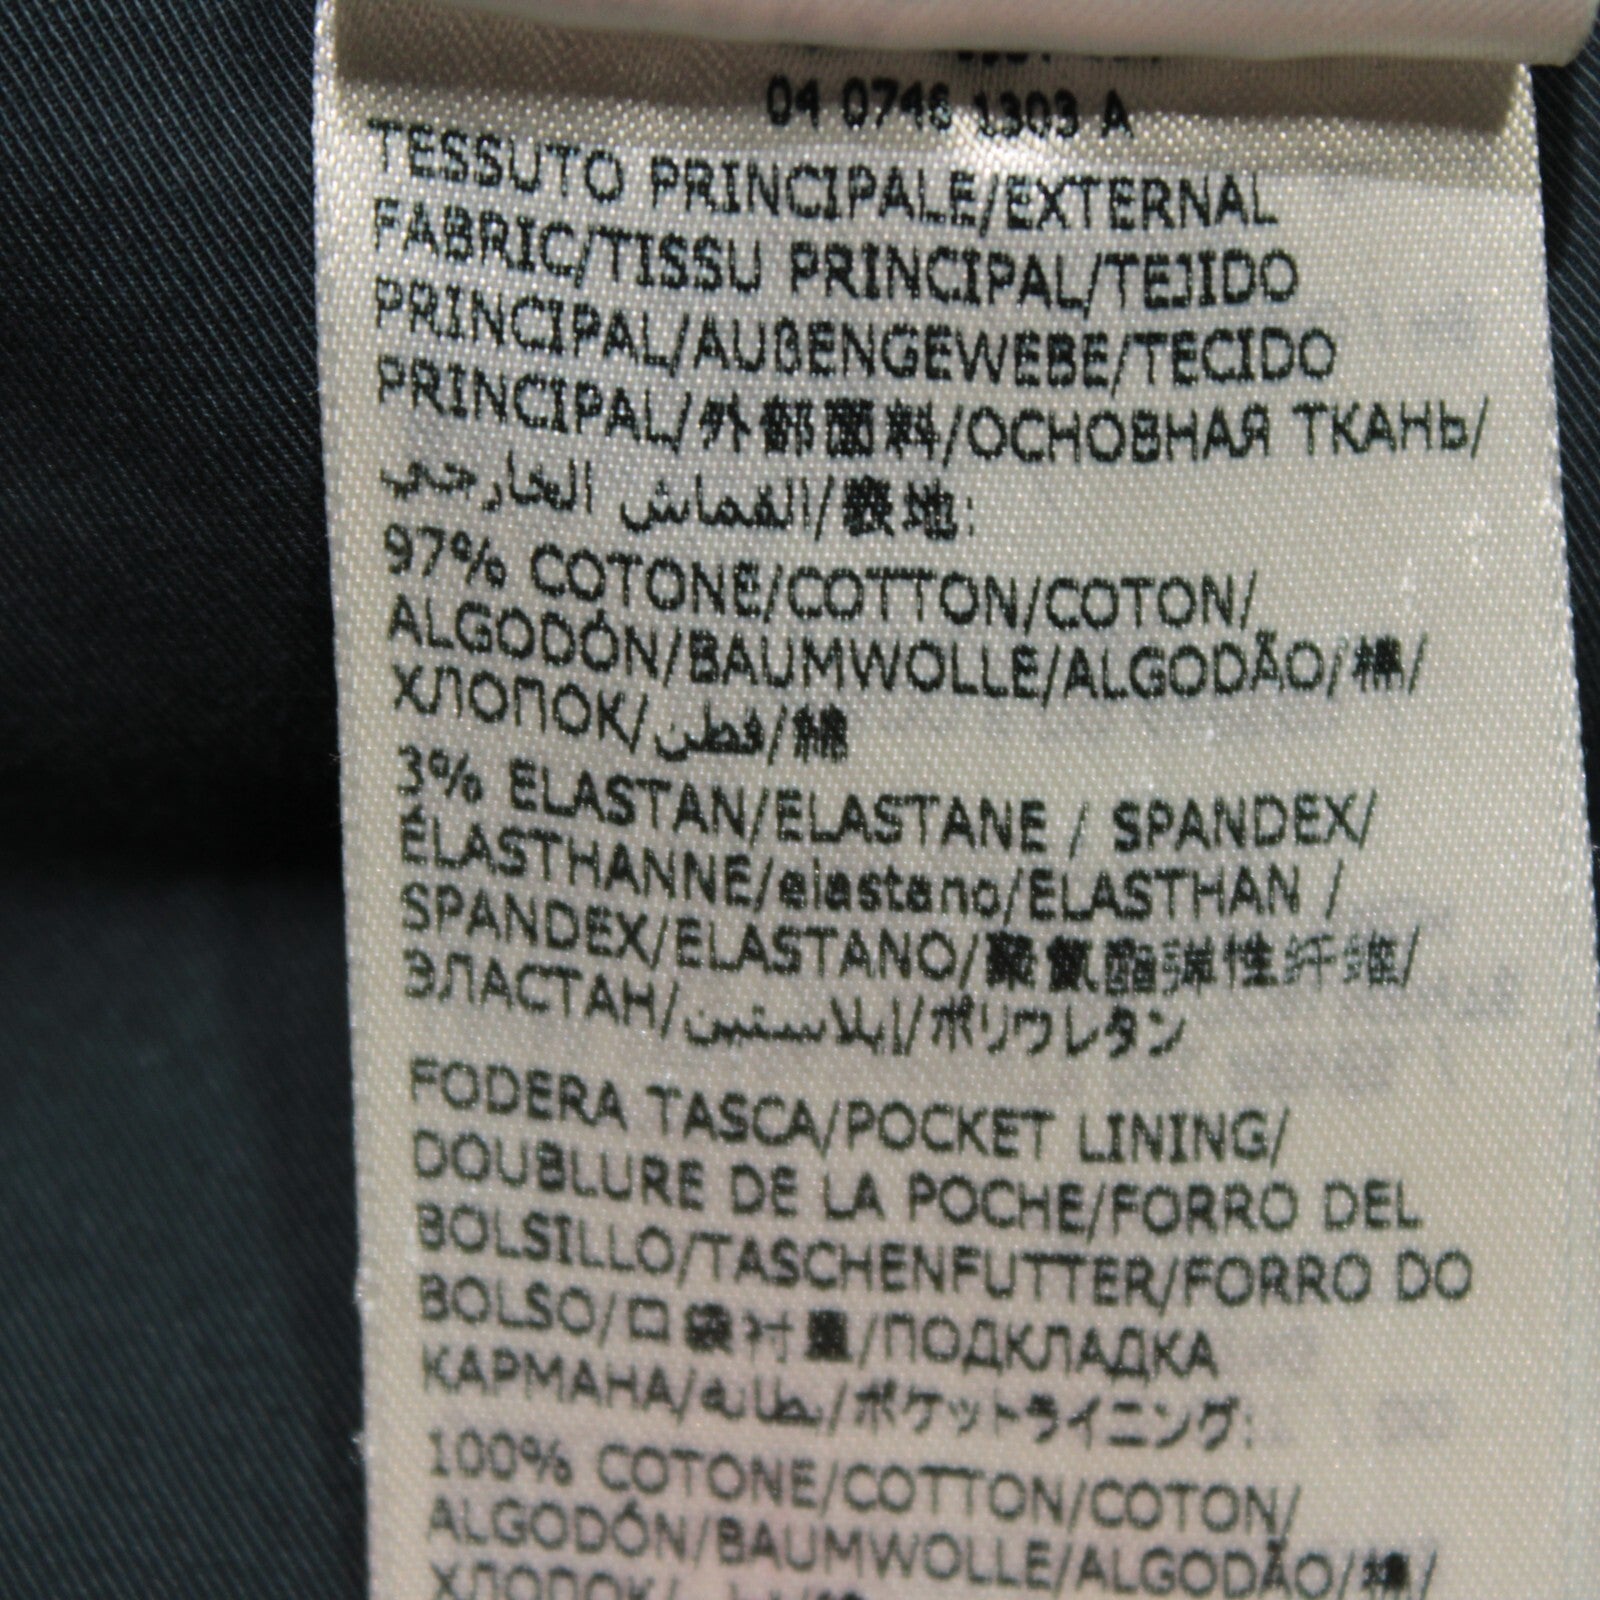 04 0746 1303 A
TESSUTO PRINCIPALE/EXTERNAL
FABRIC/TISSU PRINCIPAL/TEJIDO
PRINCIPAL/AUßENGEWEBE/TECIDO
PRINCIPAL/外部面料/ОСНОВНАЯ ТКАНЬ/
القماش الخارجي/表地:
97% COTONE/COTTON/COTON/
ALGODÓN/BAUMWOLLE/ALGODÃO/棉/
ХЛОПОК/قطن/綿
3% ELASTAN/ELASTANE / SPANDEX/
ÉLASTHANNE/elastano/ELASTHAN /
SPANDEX/ELASTANO/聚氨酯弹性纤维/
ЭЛАСТАН/إيلاستين/ポリウレタン
FODERA TASCA/POCKET LINING/
DOUBLURE DE LA POCHE/FORRO DEL
BOLSILLO/TASCHENFUTTER/FORRO DO
BOLSO/口袋衬里/ПОДКЛАДКА
КАРМАНА/بطانة/ポケットライニング:
100% COTONE/COTTON/COTON/
ALGODÓN/BAUMWOLLE/ALGODÃO/棉/
ХЛОПОК/